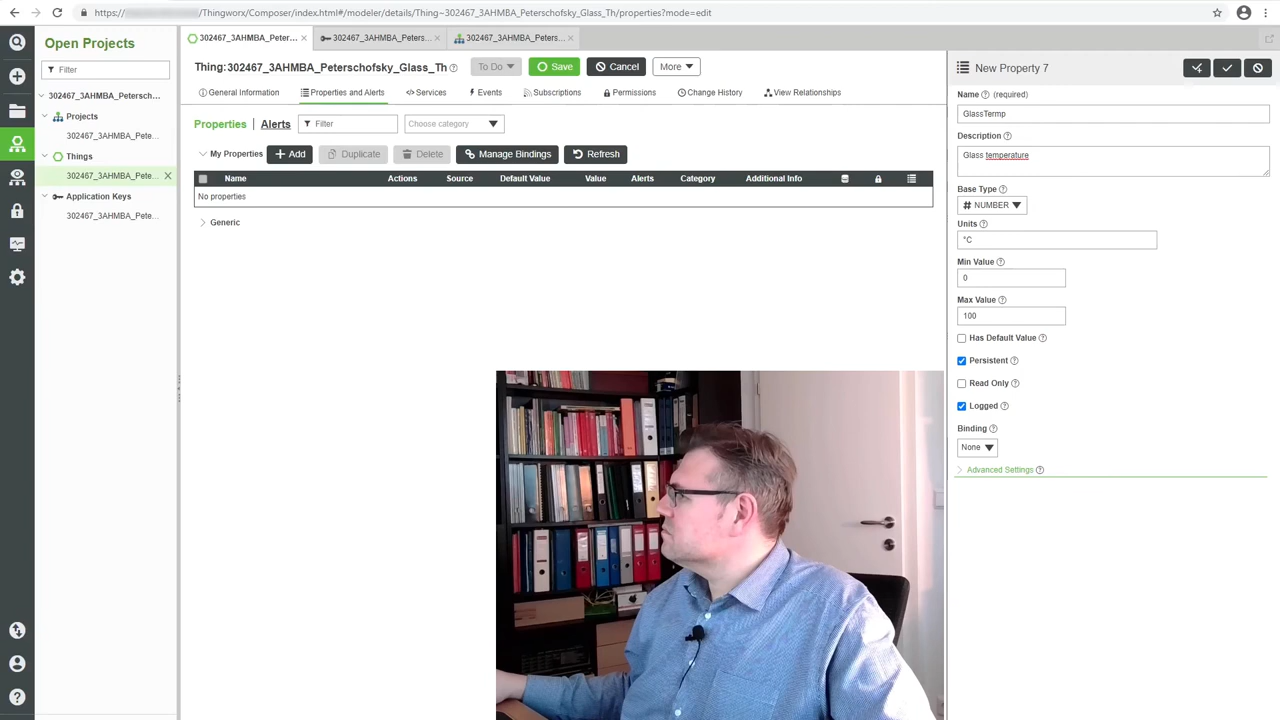 https://
/Thingworx/Composer/index.html#/modeler/details/Thing~302467_3AHMBA_Peterschofsky_Glass_Th/properties?mode=edit
Open Projects
Filter
302467_3AHMBA_Petersch...
Projects
302467_3AHMBA_Pete...
Things
302467_3AHMBA_Pete...
Application Keys
302467_3AHMBA_Pete...
302467_3AHMBA_Peter...
302467_3AHMBA_Peters...
302467_3AHMBA_Peters...
Thing: 302467_3AHMBA_Peterschofsky_Glass_Th
To Do
Save
Cancel
More
General Information
Properties and Alerts
Services
Events
Subscriptions
Permissions
Change History
View Relationships
Properties | Alerts
Filter
Choose category
My Properties
Add
Duplicate
Delete
Manage Bindings
Refresh
Name Actions Source Default Value Value Alerts Category Additional Info
No properties
Generic
New Property 7
Name (required)
GlassTermp
Description
Glass temperature
Base Type
# NUMBER
Units
°C
Min Value
0
Max Value
100
Has Default Value
Persistent
Read Only
Logged
Binding
None
Advanced Settings